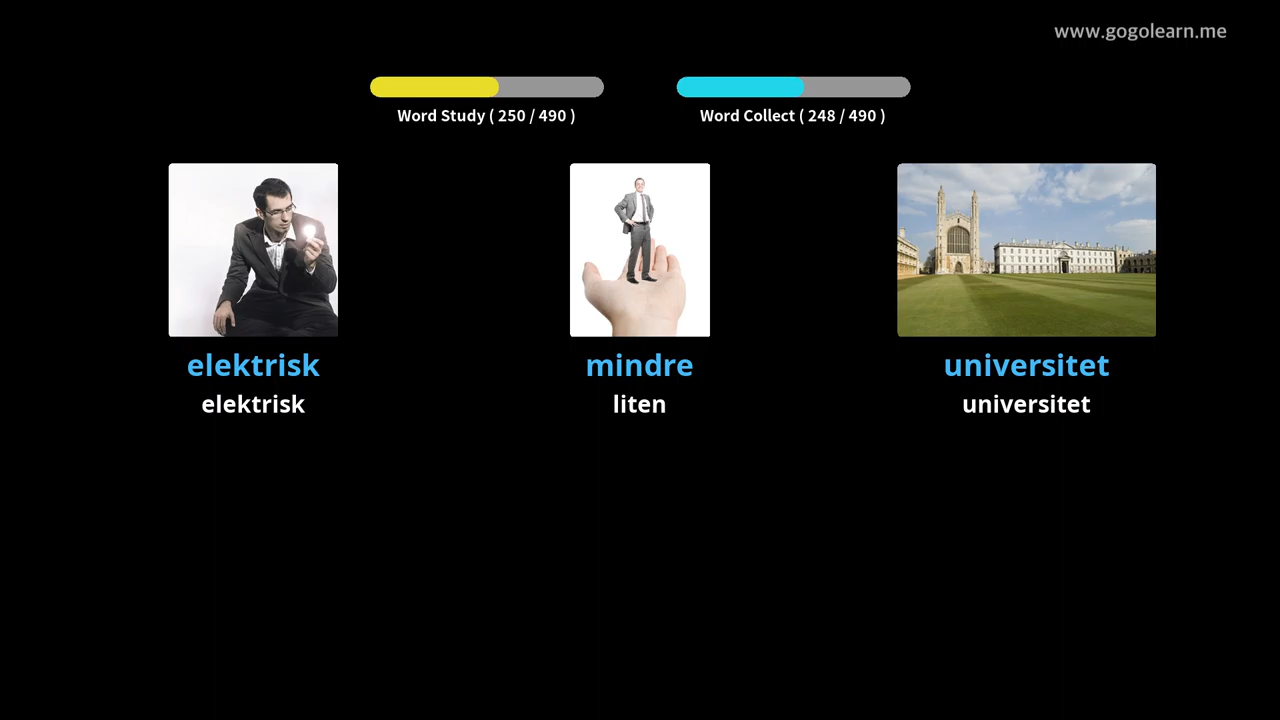 www.gogolearn.me
Word Study ( 250 / 490 )
Word Collect ( 248 / 490 )
elektrisk
elektrisk
mindre
liten
universitet
universitet